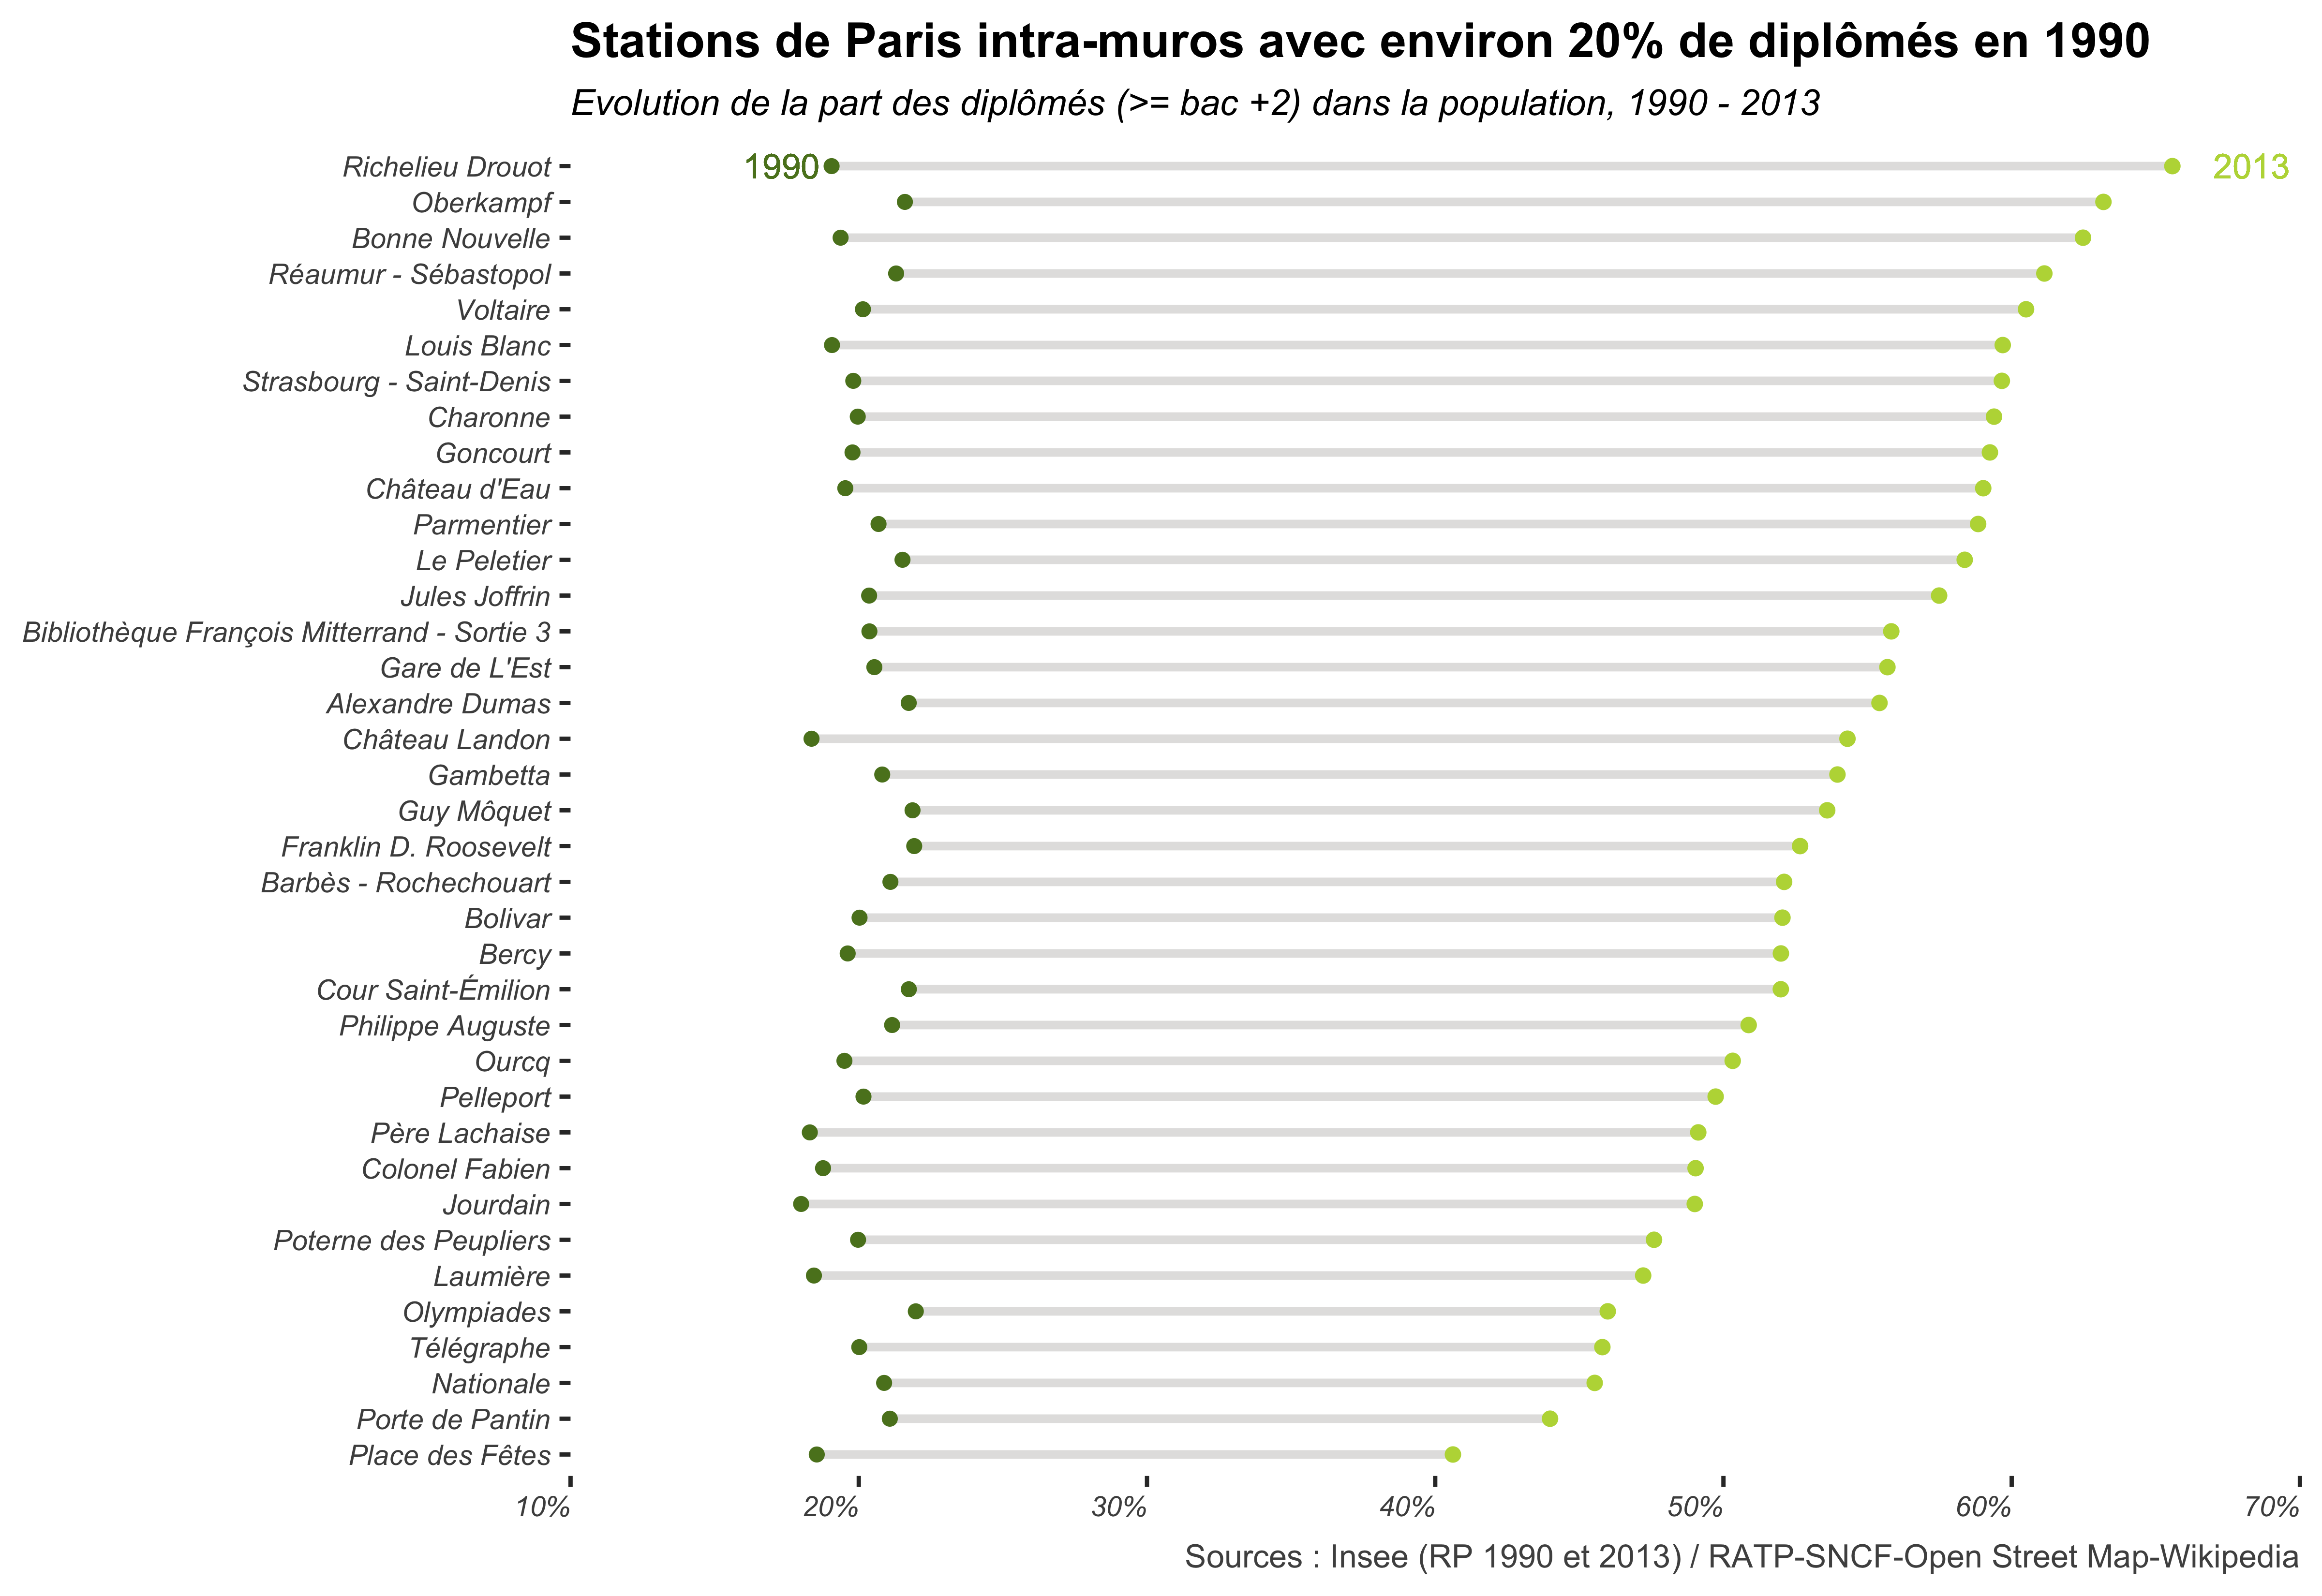 Stations de Paris intra-muros avec environ 20% de diplômés en 1990
Evolution de la part des diplômés (>= bac +2) dans la population, 1990 - 2013
Richelieu Drouot 1990 2013
Oberkampf
Bonne Nouvelle
Réaumur - Sébastopol
Voltaire
Louis Blanc
Strasbourg - Saint-Denis
Charonne
Goncourt
Château d'Eau
Parmentier
Le Peletier
Jules Joffrin
Bibliothèque François Mitterrand - Sortie 3
Gare de L'Est
Alexandre Dumas
Château Landon
Gambetta
Guy Môquet
Franklin D. Roosevelt
Barbès - Rochechouart
Bolivar
Bercy
Cour Saint-Émilion
Philippe Auguste
Ourcq
Pelleport
Père Lachaise
Colonel Fabien
Jourdain
Poterne des Peupliers
Laumière
Olympiades
Télégraphe
Nationale
Porte de Pantin
Place des Fêtes
10% 20% 30% 40% 50% 60% 70%
Sources : Insee (RP 1990 et 2013) / RATP-SNCF-Open Street Map-Wikipedia